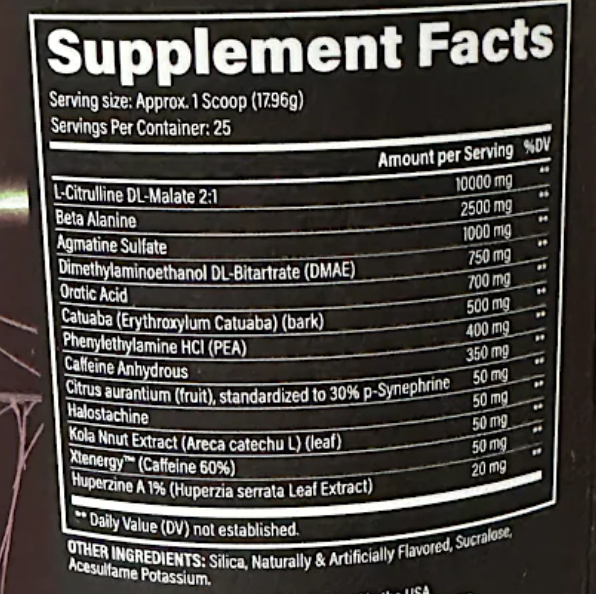 Supplement Facts
Serving size: Approx. 1 Scoop (17.96g)
Servings Per Container: 25
Amount per Serving %DV
L-Citrulline DL-Malate 2:1 10000 mg **
Beta Alanine 2500 mg **
Agmatine Sulfate 1000 mg **
Dimethylaminoethanol DL-Bitartrate (DMAE) 750 mg **
Orotic Acid 700 mg **
Catuaba (Erythroxylum Catuaba) (bark) 500 mg **
Phenylethylamine HCI (PEA) 400 mg **
Caffeine Anhydrous 350 mg **
Citrus aurantium (fruit), standardized to 30% p-Synephrine 50 mg **
Halostachine 50 mg **
Kola Nnut Extract (Areca catechu L) (leaf) 50 mg **
Xtenergy™ (Caffeine 60%) 50 mg **
Huperzine A 1% (Huperzia serrata Leaf Extract) 20 mg **
** Daily Value (DV) not established.
OTHER INGREDIENTS: Silica, Naturally & Artificially Flavored, Sucralose,
Acesulfame Potassium.
the USA